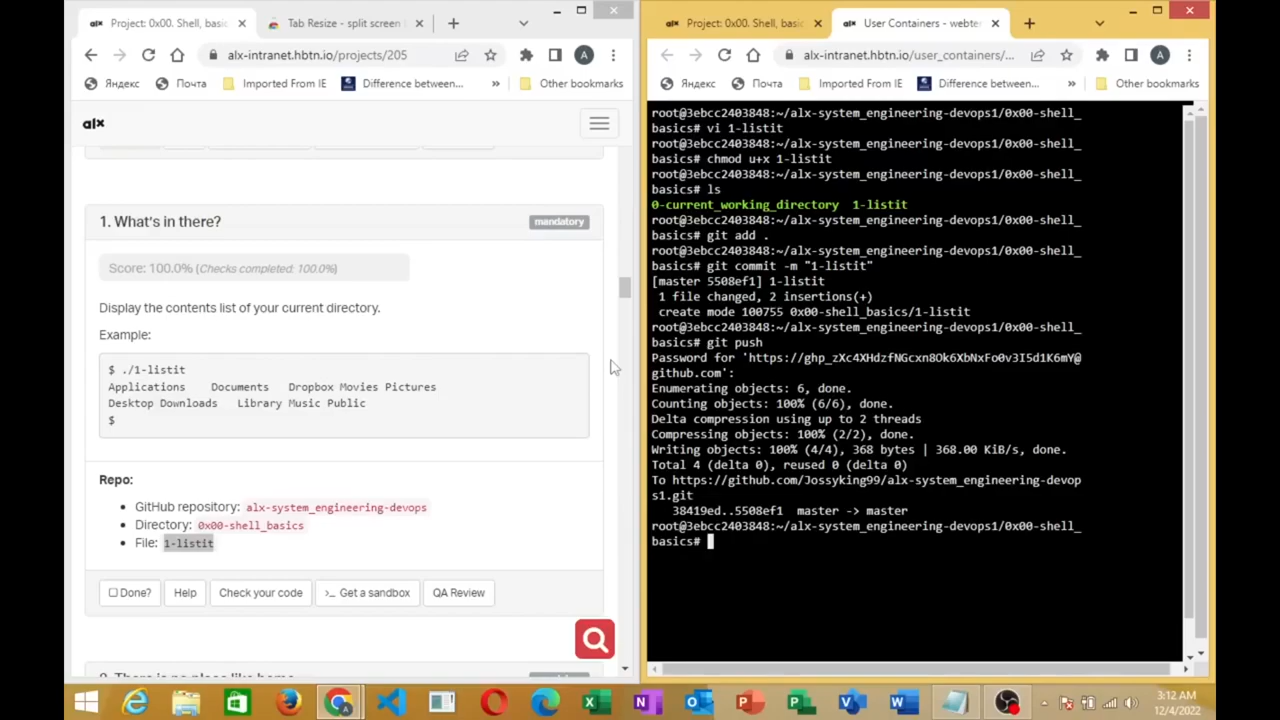 Project: 0x00. Shell, basic
Tab Resize - split screen
alx-intranet.hbtn.io/projects/205
A
Яндекс
Почта
Imported From IE
Difference between...
»
Other bookmarks
alx
1. What's in there?
mandatory
Score: 100.0% (Checks completed: 100.0%)
Display the contents list of your current directory.
Example:
$ ./1-listit
Applications Documents Dropbox Movies Pictures
Desktop Downloads Library Music Public
$
Repo:
• GitHub repository: alx-system_engineering-devops
• Directory: 0x00-shell_basics
• File: 1-listit
Done?
Help
Check your code
>_ Get a sandbox
QA Review
Project: 0x00. Shell, basic
User Containers - webter
alx-intranet.hbtn.io/user_containers/...
A
Яндекс
Почта
Imported From IE
Difference between...
»
Other bookmarks
root@3ebcc2403848:~/alx-system_engineering-devops1/0x00-shell_
basics# vi 1-listit
root@3ebcc2403848:~/alx-system_engineering-devops1/0x00-shell_
basics# chmod u+x 1-listit
root@3ebcc2403848:~/alx-system_engineering-devops1/0x00-shell_
basics# ls
0-current_working_directory 1-listit
root@3ebcc2403848:~/alx-system_engineering-devops1/0x00-shell_
basics# git add .
root@3ebcc2403848:~/alx-system_engineering-devops1/0x00-shell_
basics# git commit -m "1-listit"
[master 5508ef1] 1-listit
1 file changed, 2 insertions(+)
create mode 100755 0x00-shell_basics/1-listit
root@3ebcc2403848:~/alx-system_engineering-devops1/0x00-shell_
basics# git push
Password for 'https://ghp_zXc4XHdzfNGcxn8Ok6XbNxFo0v3I5d1K6mY@
github.com':
Enumerating objects: 6, done.
Counting objects: 100% (6/6), done.
Delta compression using up to 2 threads
Compressing objects: 100% (2/2), done.
Writing objects: 100% (4/4), 368 bytes | 368.00 KiB/s, done.
Total 4 (delta 0), reused 0 (delta 0)
To https://github.com/Jossyking99/alx-system_engineering-devop
s1.git
38419ed..5508ef1 master -> master
root@3ebcc2403848:~/alx-system_engineering-devops1/0x00-shell_
basics#
3:12 AM
12/4/2022